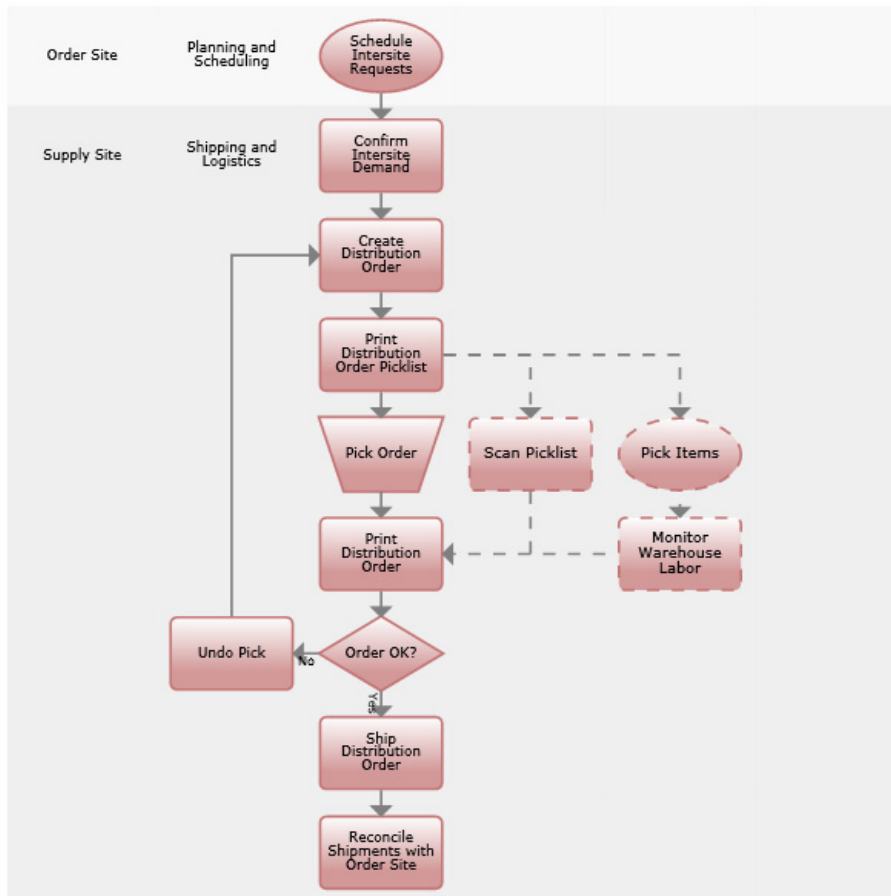 Order Site
Planning and
Scheduling
Schedule
Intersite
Requests
Supply Site
Shipping and
Logistics
Confirm
Intersite
Demand
Create
Distribution
Order
Print
Distribution
Order Picklist
Pick Order
Scan Picklist
Pick Items
Print
Distribution
Order
Monitor
Warehouse
Labor
Undo Pick
No
Order OK?
Yes
Ship
Distribution
Order
Reconcile
Shipments with
Order Site